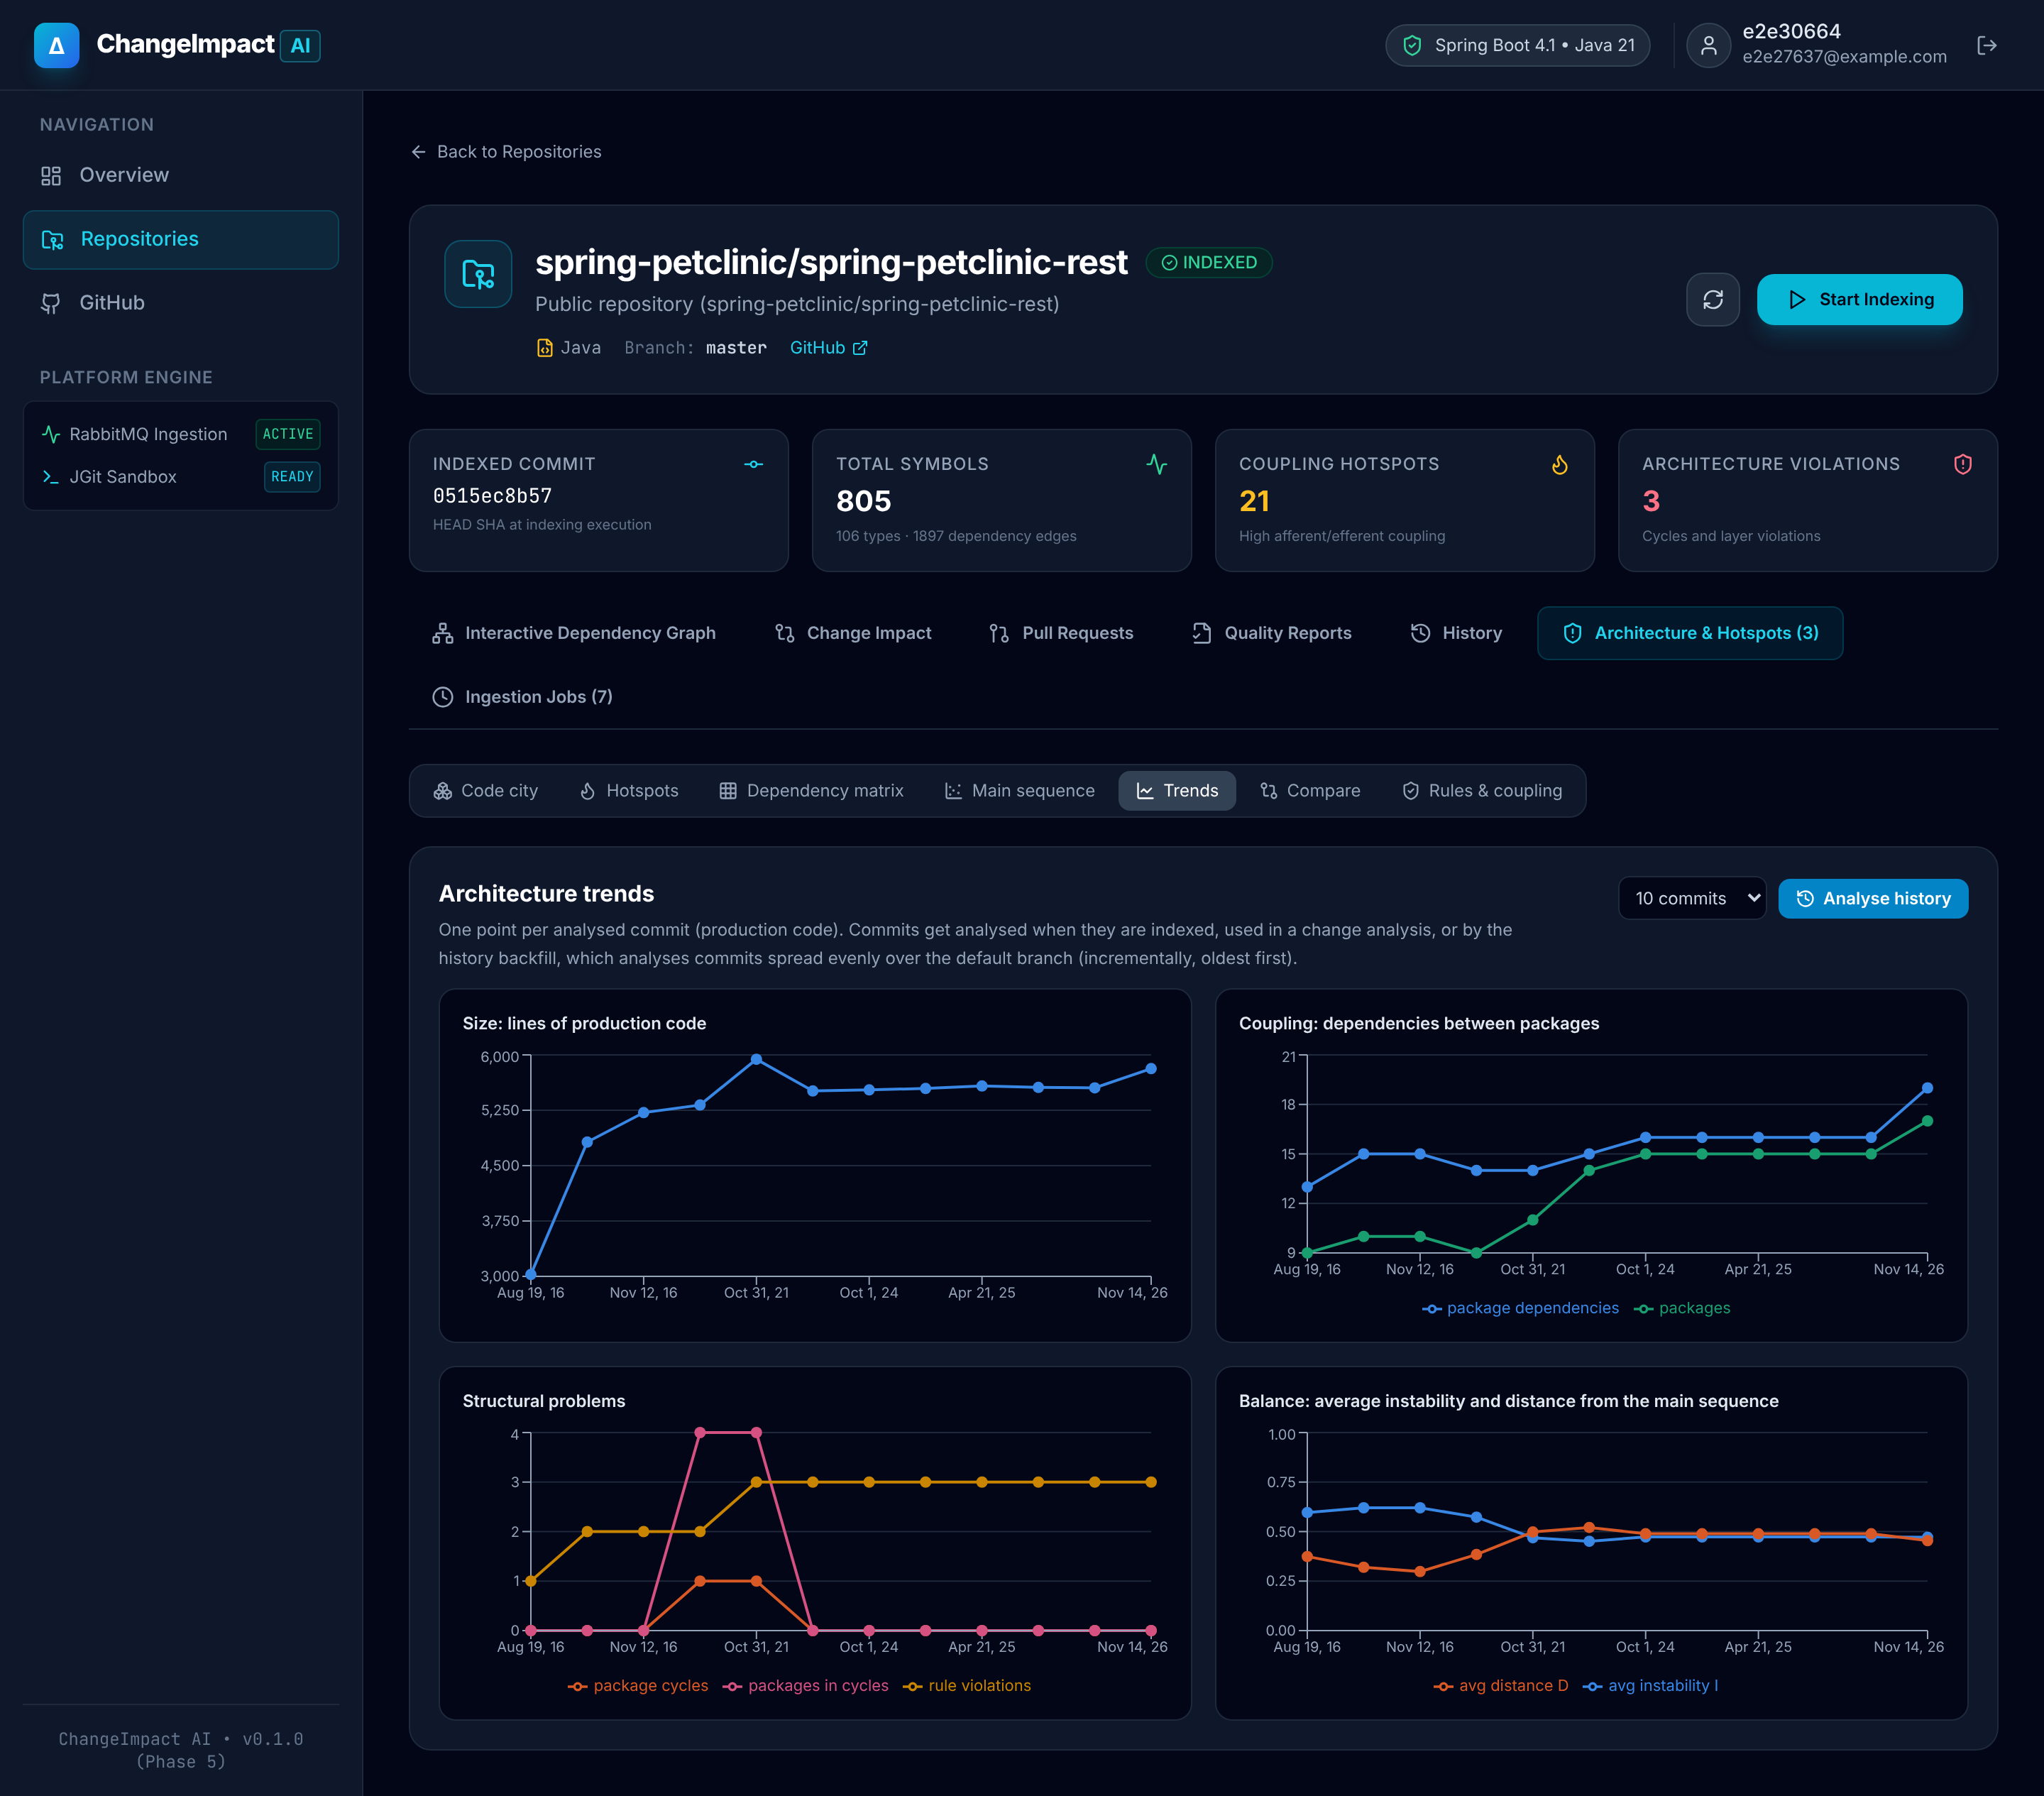 Δ ChangeImpact AI
Spring Boot 4.1 • Java 21
e2e30664
e2e27637@example.com
NAVIGATION
Overview
Repositories
GitHub
PLATFORM ENGINE
RabbitMQ Ingestion ACTIVE
JGit Sandbox READY
ChangeImpact AI • v0.1.0
(Phase 5)
Back to Repositories
spring-petclinic/spring-petclinic-rest INDEXED
Public repository (spring-petclinic/spring-petclinic-rest)
Java Branch: master GitHub
Start Indexing
INDEXED COMMIT
0515ec8b57
HEAD SHA at indexing execution
TOTAL SYMBOLS
805
106 types · 1897 dependency edges
COUPLING HOTSPOTS
21
High afferent/efferent coupling
ARCHITECTURE VIOLATIONS
3
Cycles and layer violations
Interactive Dependency Graph Change Impact Pull Requests Quality Reports History Architecture & Hotspots (3)
Ingestion Jobs (7)
Code city Hotspots Dependency matrix Main sequence Trends Compare Rules & coupling
Architecture trends
10 commits Analyse history
One point per analysed commit (production code). Commits get analysed when they are indexed, used in a change analysis, or by the
history backfill, which analyses commits spread evenly over the default branch (incrementally, oldest first).
Size: lines of production code
6,000
5,250
4,500
3,750
3,000
Aug 19, 16 Nov 12, 16 Oct 31, 21 Oct 1, 24 Apr 21, 25 Nov 14, 26
Coupling: dependencies between packages
21
18
15
12
9
Aug 19, 16 Nov 12, 16 Oct 31, 21 Oct 1, 24 Apr 21, 25 Nov 14, 26
package dependencies packages
Structural problems
4
3
2
1
0
Aug 19, 16 Nov 12, 16 Oct 31, 21 Oct 1, 24 Apr 21, 25 Nov 14, 26
package cycles packages in cycles rule violations
Balance: average instability and distance from the main sequence
1.00
0.75
0.50
0.25
0.00
Aug 19, 16 Nov 12, 16 Oct 31, 21 Oct 1, 24 Apr 21, 25 Nov 14, 26
avg distance D avg instability I